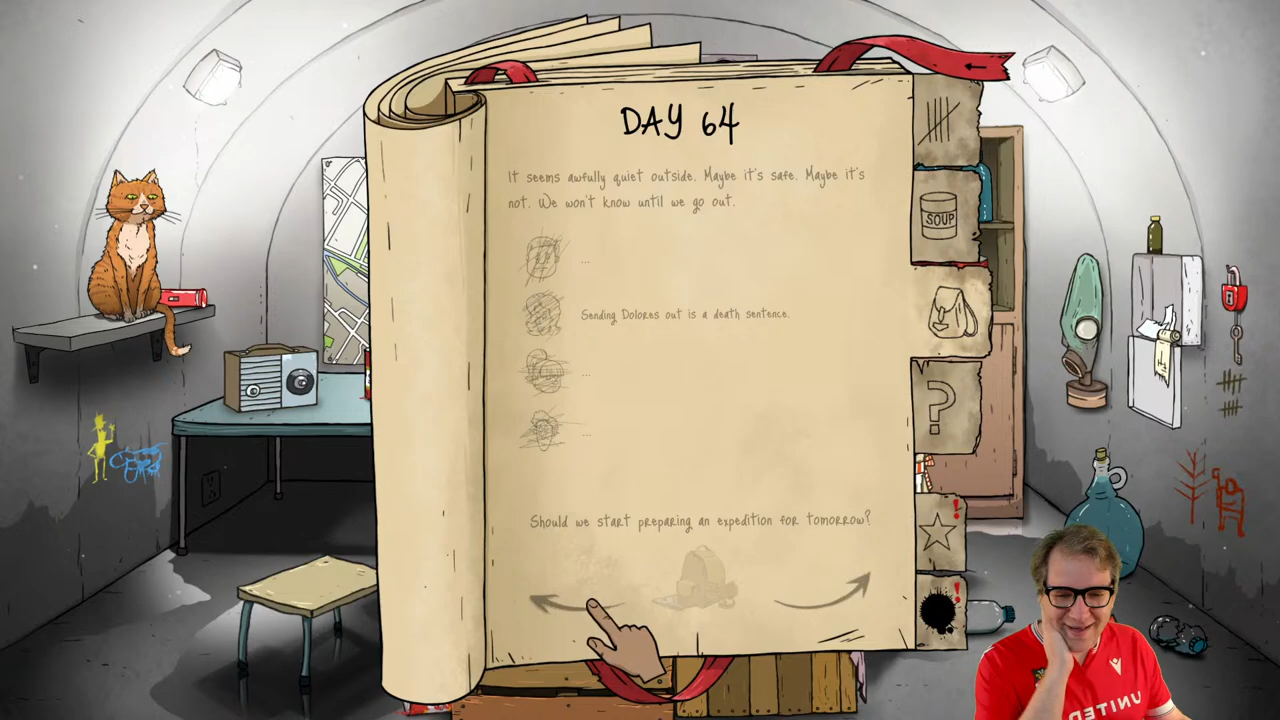 DAY 64
It seems awfully quiet outside. Maybe it's safe. Maybe it's
not. We won't know until we go out.
...
Sending Dolores out is a death sentence.
...
...
Should we start preparing an expedition for tomorrow?
SOUP
?
!
!
UNITED